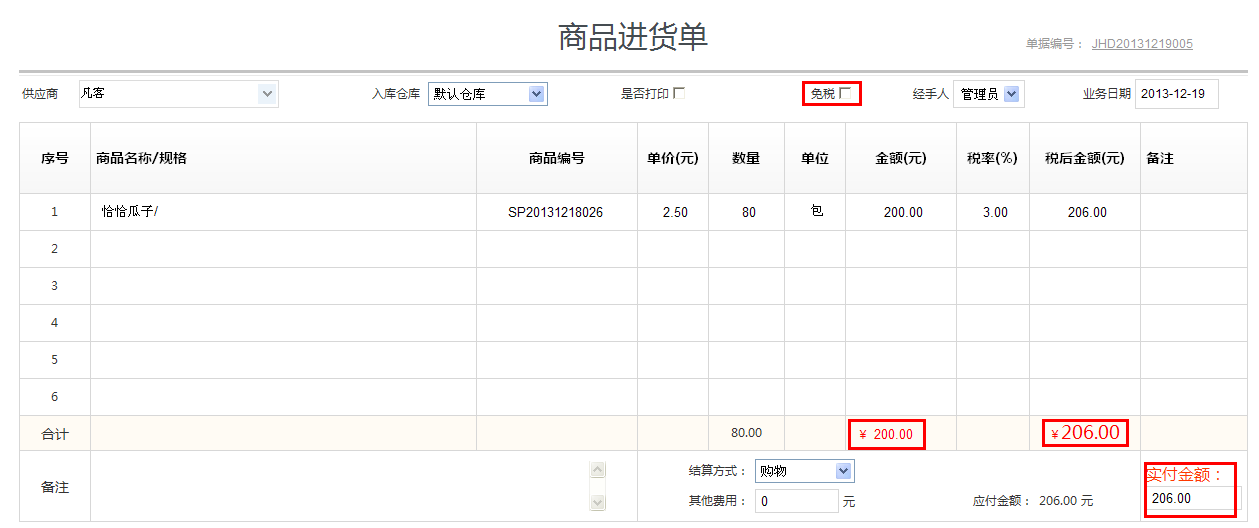 商品进货单
单据编号： JHD20131219005
供应商 凡客 入库仓库 默认仓库 是否打印 免税 经手人 管理员 业务日期 2013-12-19
序号 商品名称/规格 商品编号 单价(元) 数量 单位 金额(元) 税率(%) 税后金额(元) 备注
1 恰恰瓜子/ SP20131218026 2.50 80 包 200.00 3.00 206.00
2
3
4
5
6
合计 80.00 ¥ 200.00 ¥206.00
备注 结算方式： 购物 实付金额：
其他费用： 0 元 应付金额： 206.00 元 206.00